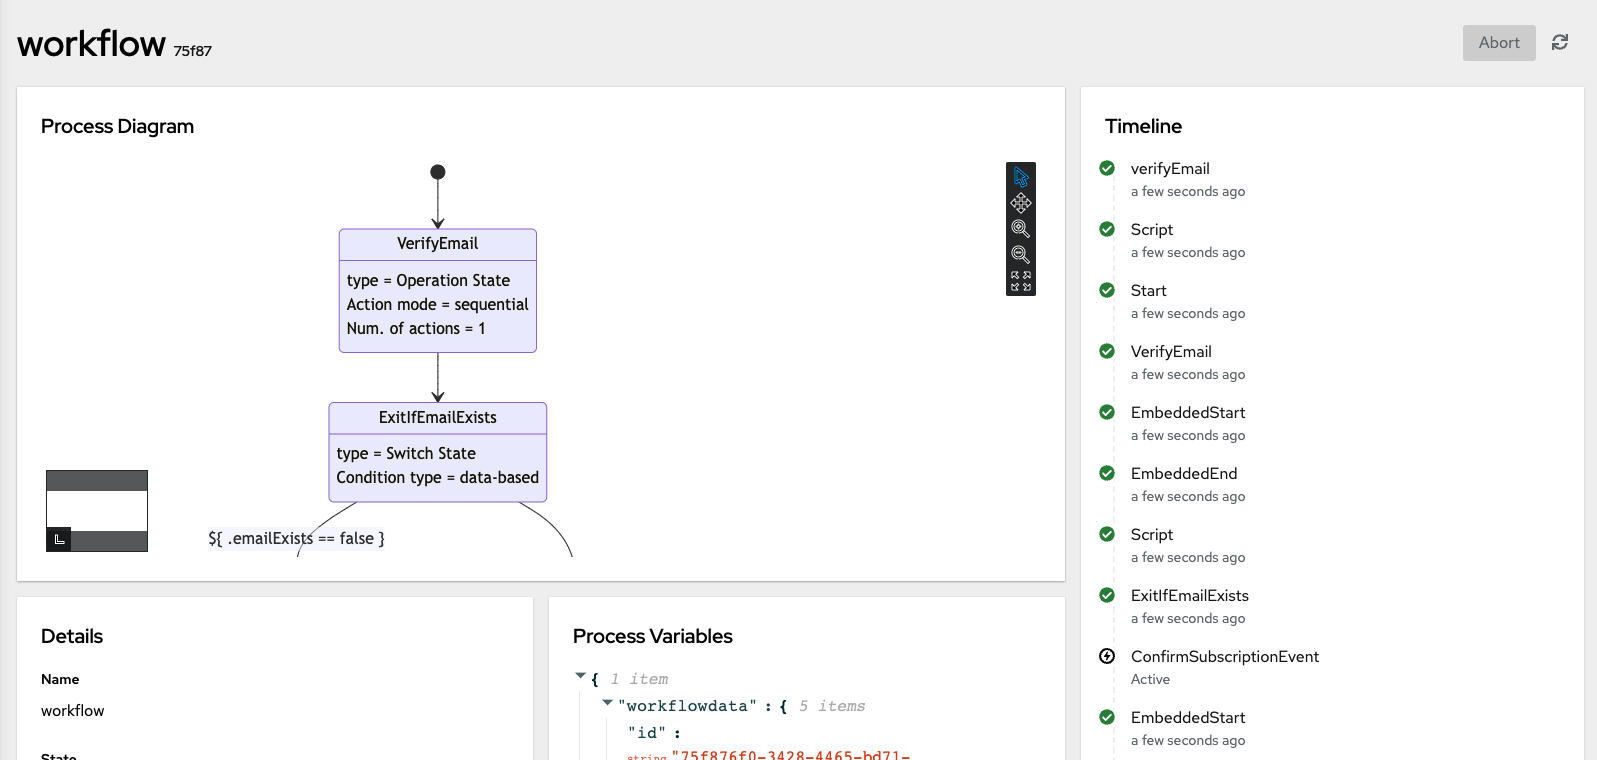 workflow 75f87
Abort
Process Diagram
VerifyEmail
type = Operation State
Action mode = sequential
Num. of actions = 1
ExitIfEmailExists
type = Switch State
Condition type = data-based
${ .emailExists == false }
Details
Name
workflow
State
Process Variables
{ 1 item
"workflowdata" : { 5 items
"id" :
string "75f876f0-3428-4465-bd71-
Timeline
verifyEmail
a few seconds ago
Script
a few seconds ago
Start
a few seconds ago
VerifyEmail
a few seconds ago
EmbeddedStart
a few seconds ago
EmbeddedEnd
a few seconds ago
Script
a few seconds ago
ExitIfEmailExists
a few seconds ago
ConfirmSubscriptionEvent
Active
EmbeddedStart
a few seconds ago